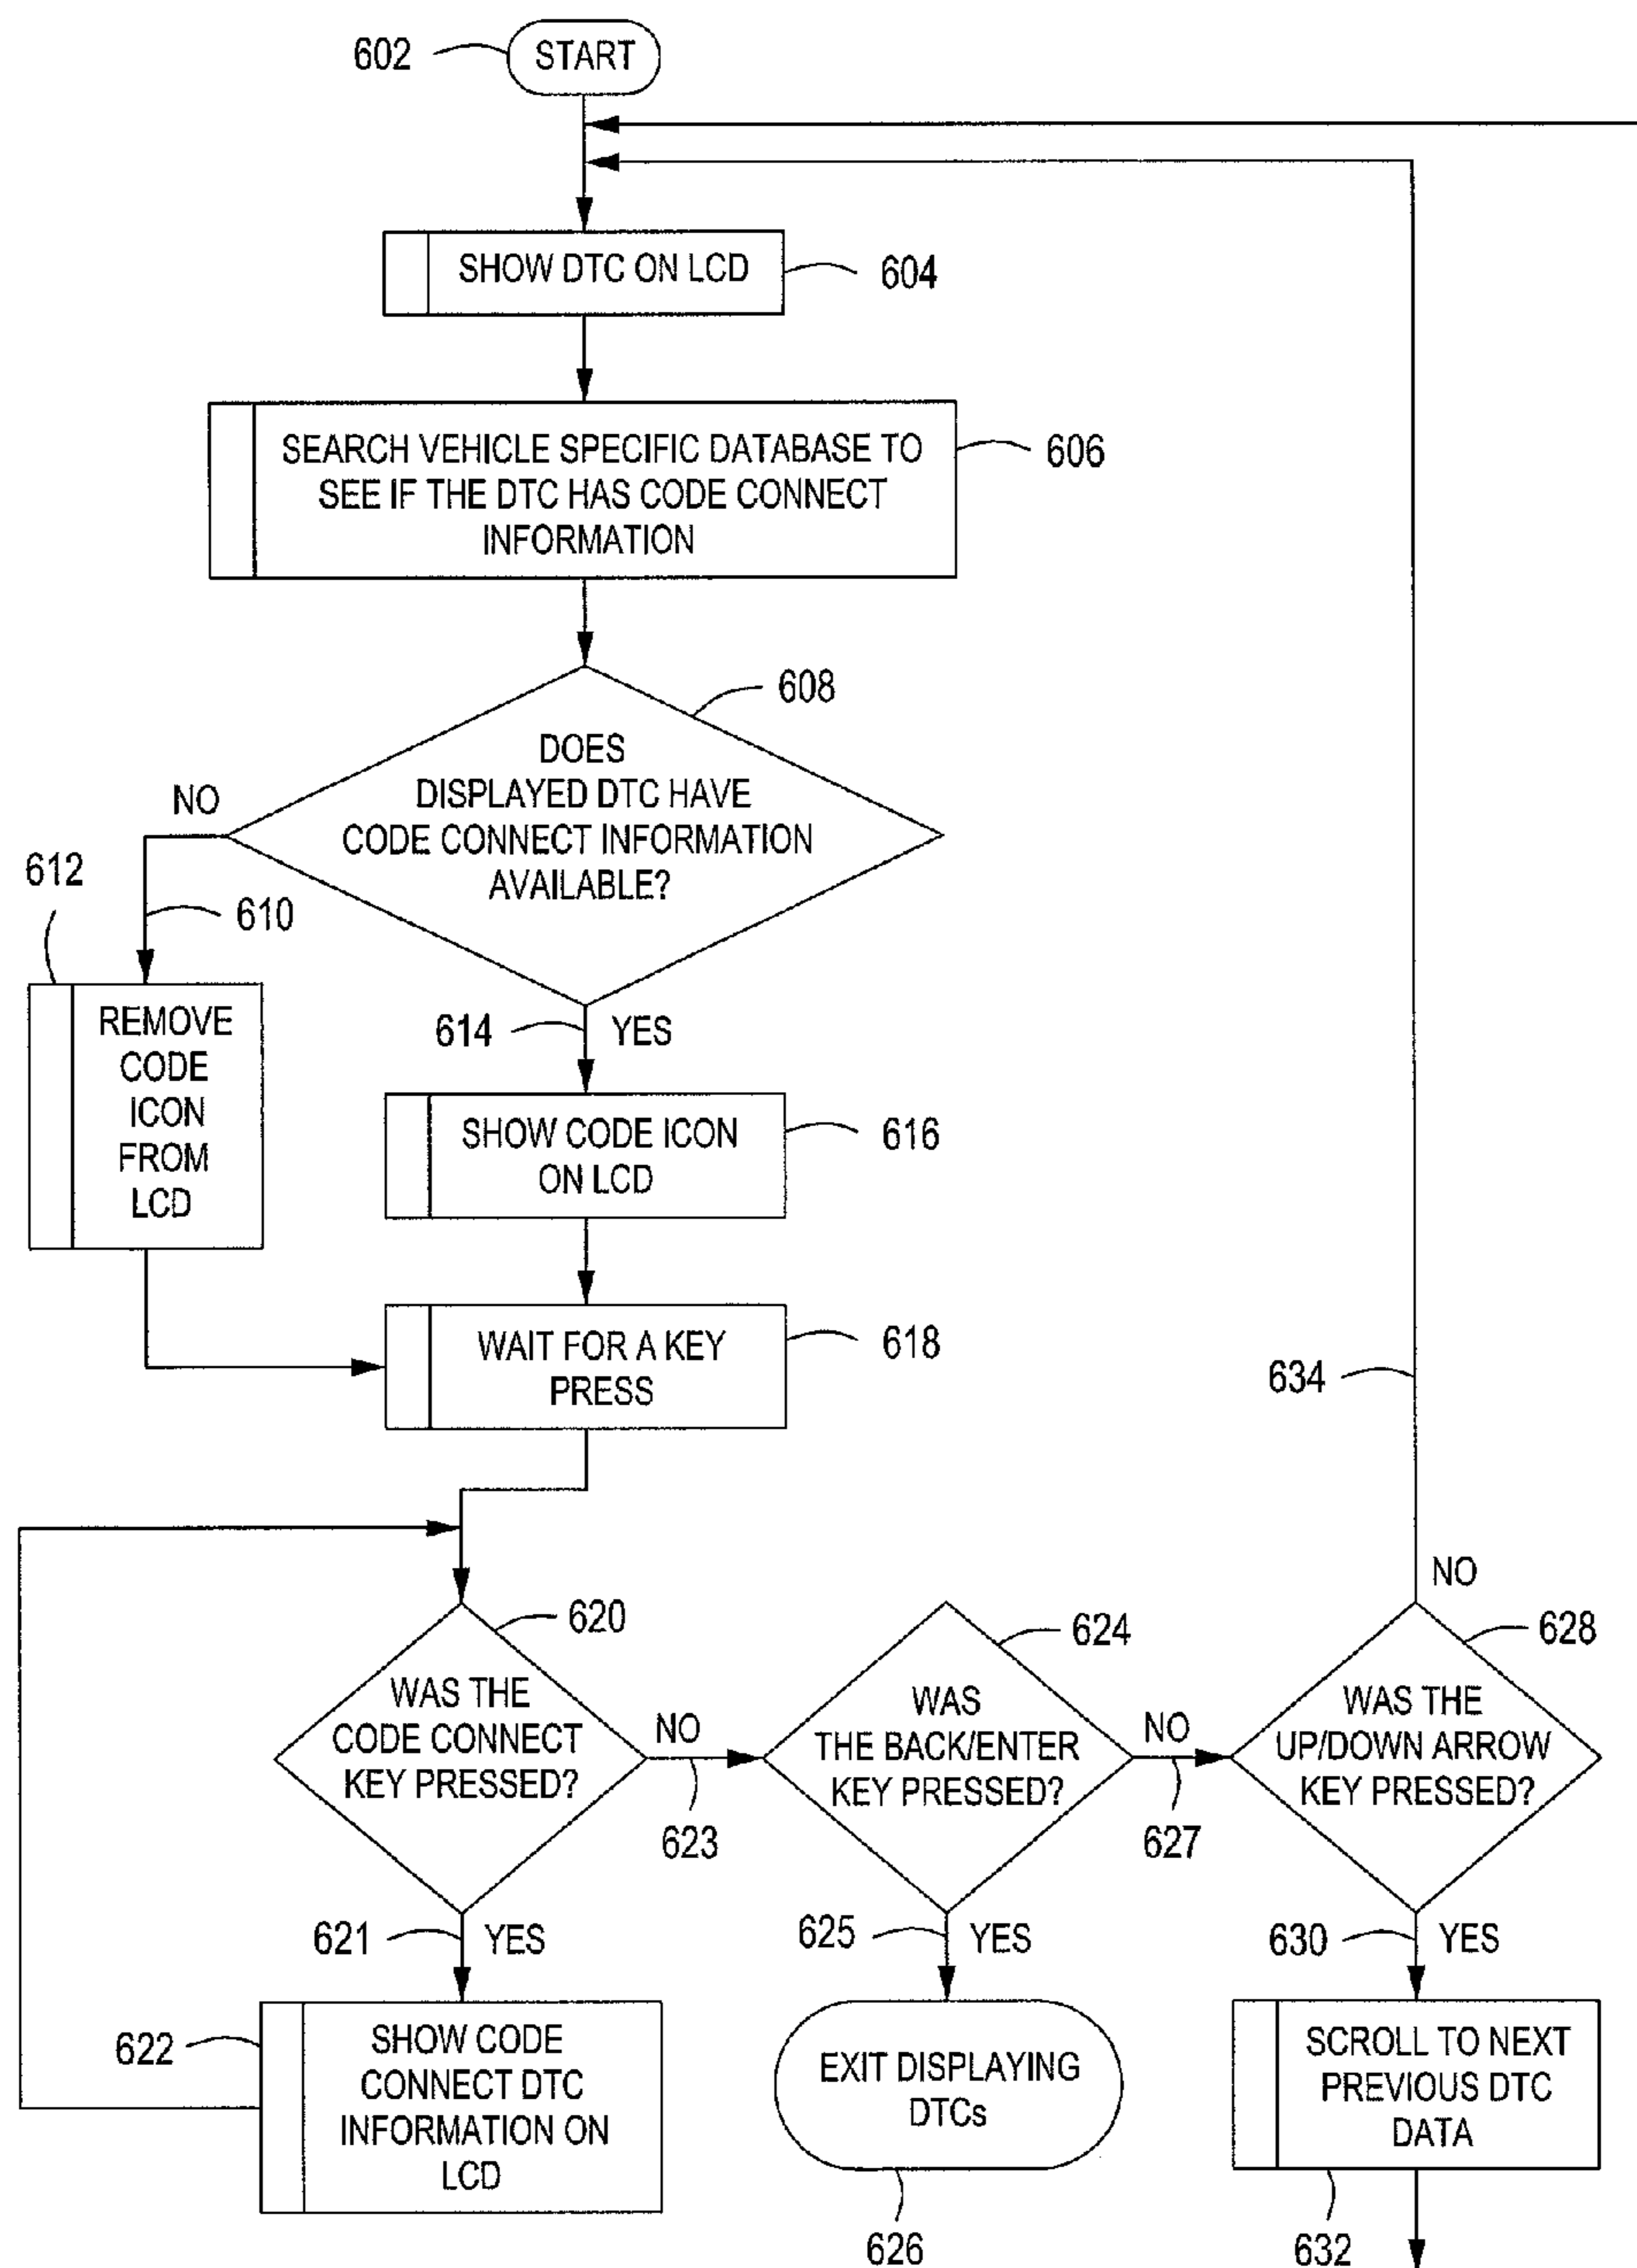 602
START
SHOW DTC ON LCD
604
SEARCH VEHICLE SPECIFIC DATABASE TO
SEE IF THE DTC HAS CODE CONNECT
INFORMATION
606
608
DOES
DISPLAYED DTC HAVE
CODE CONNECT INFORMATION
AVAILABLE?
NO
612
610
REMOVE
CODE
ICON
FROM
LCD
614
YES
SHOW CODE ICON
ON LCD
616
WAIT FOR A KEY
PRESS
618
634
NO
620
WAS THE
CODE CONNECT
KEY PRESSED?
NO
623
624
WAS
THE BACK/ENTER
KEY PRESSED?
NO
627
628
WAS THE
UP/DOWN ARROW
KEY PRESSED?
621
YES
625
YES
630
YES
622
SHOW CODE
CONNECT DTC
INFORMATION ON
LCD
EXIT DISPLAYING
DTCs
626
SCROLL TO NEXT
PREVIOUS DTC
DATA
632